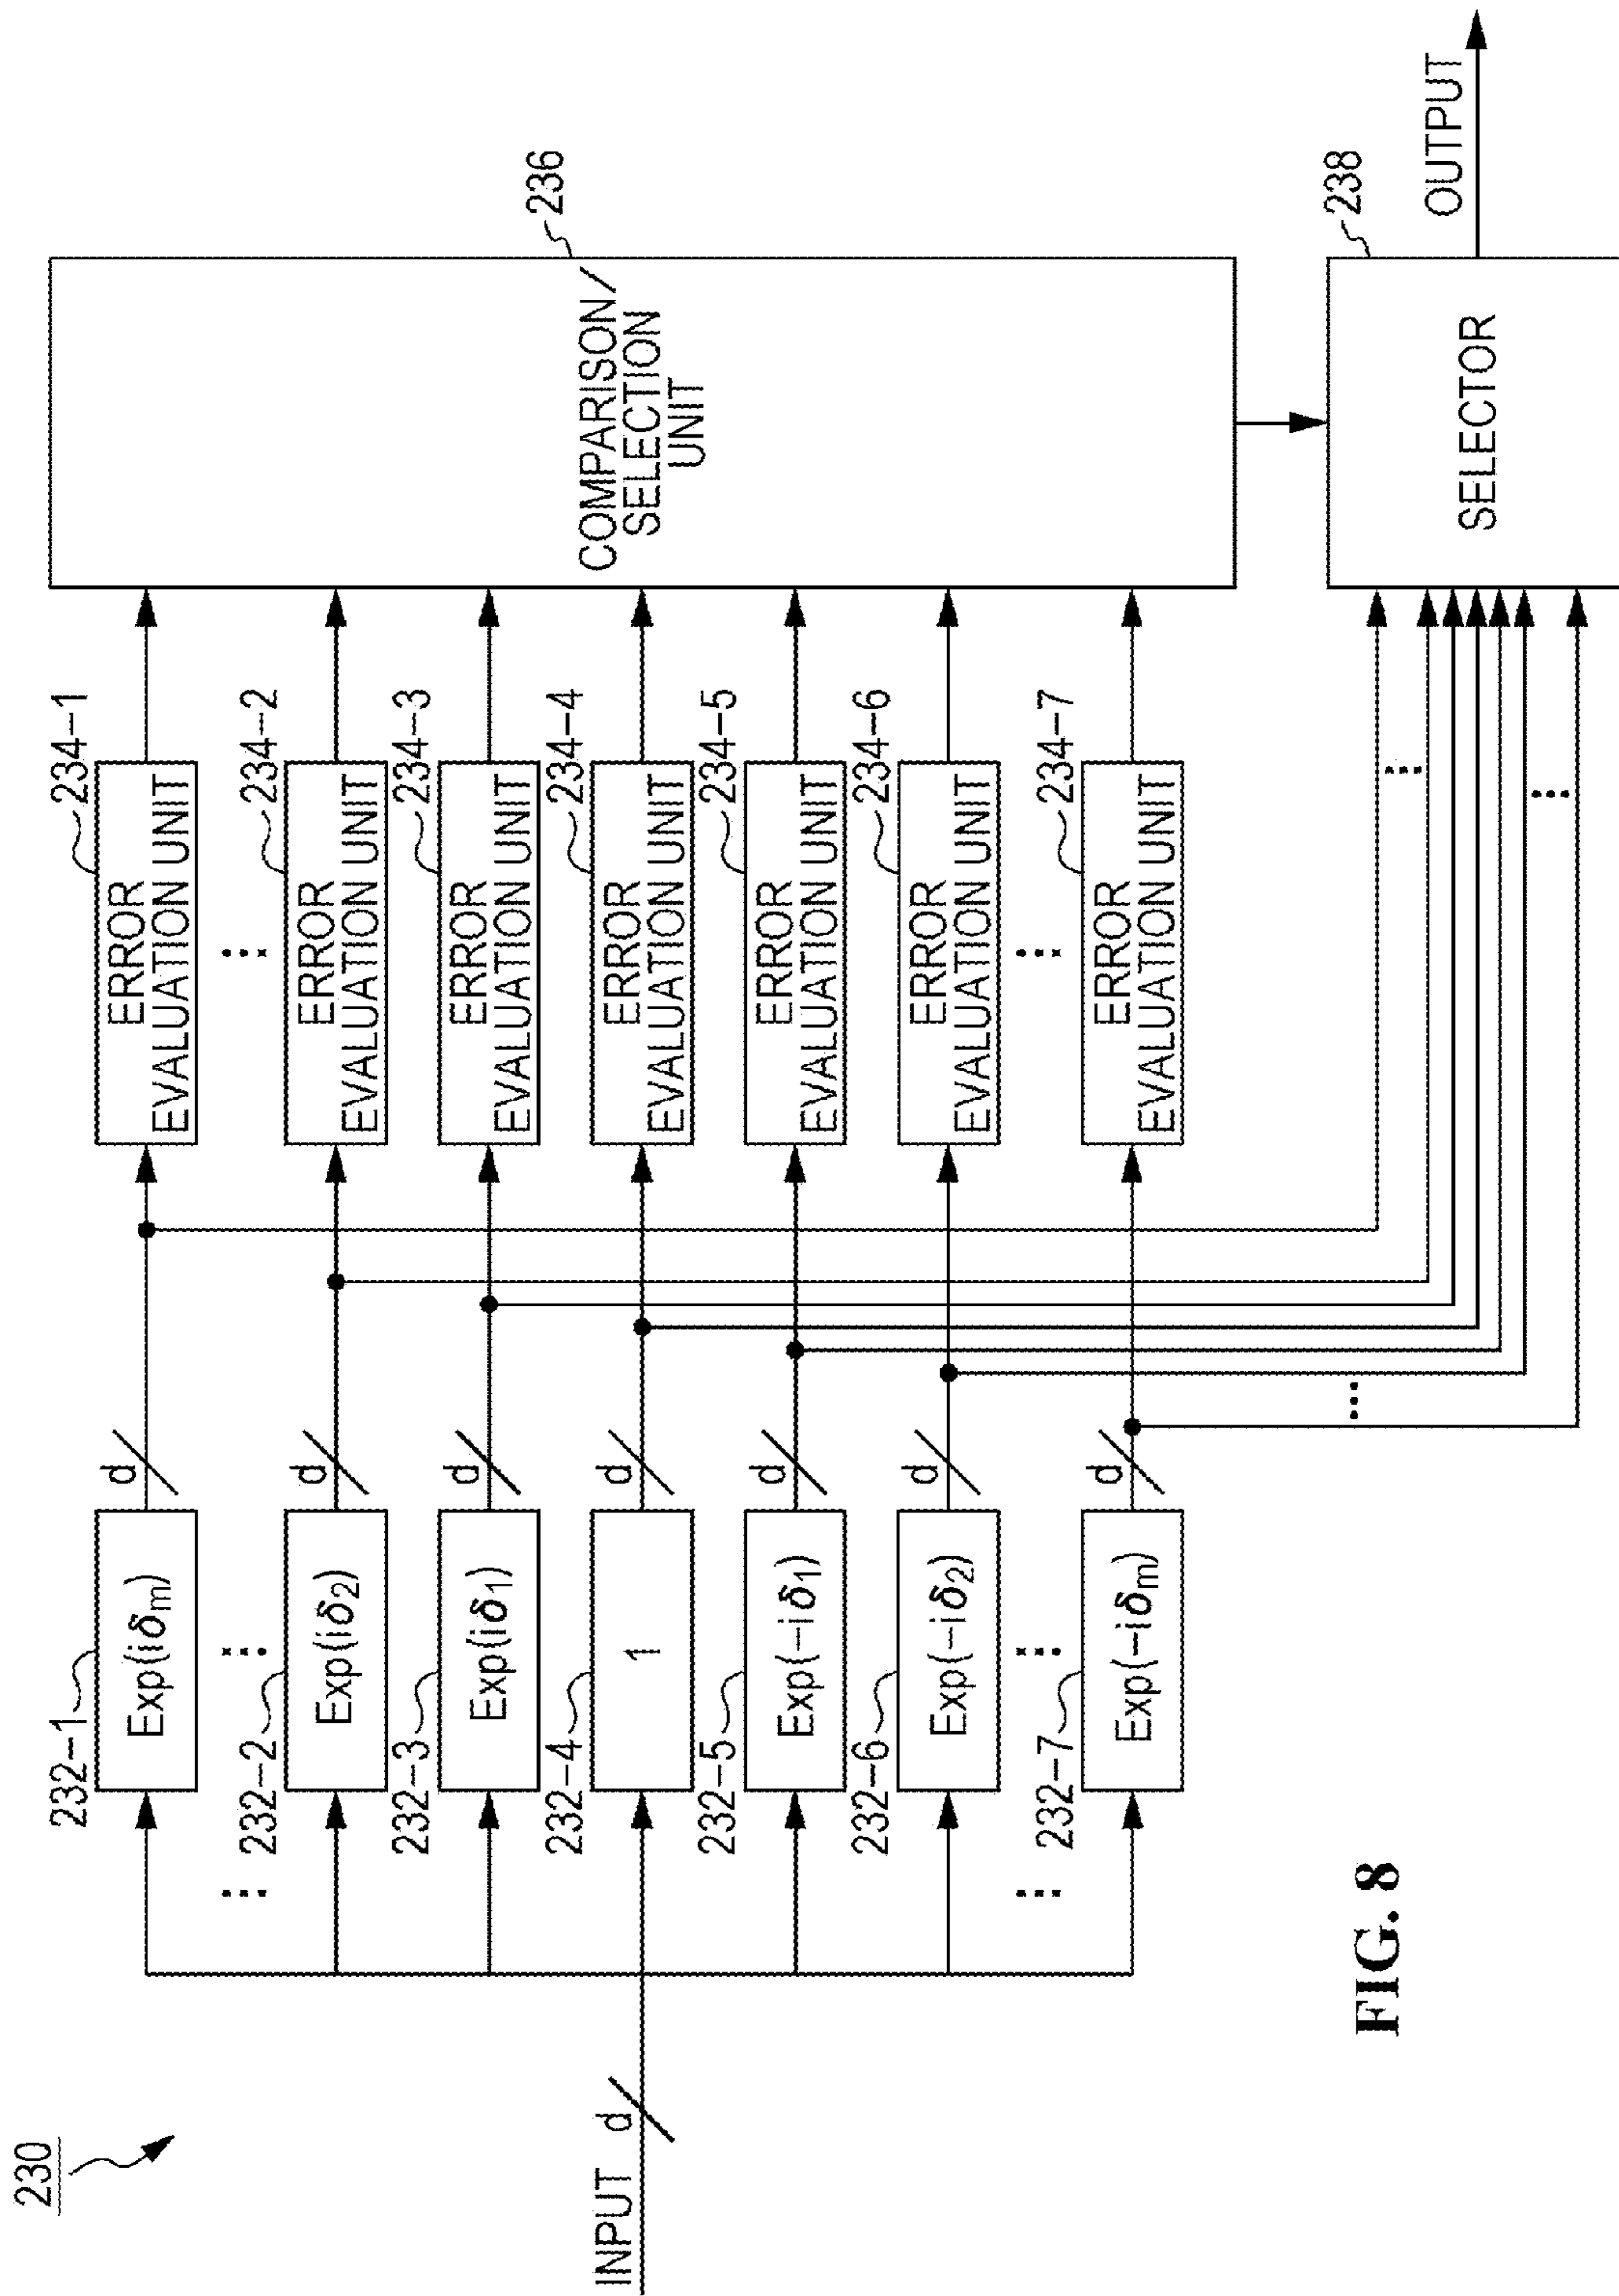 230
INPUT
d
232-1
Exp(iδm)
d
234-1
ERROR
EVALUATION UNIT
232-2
Exp(iδ2)
d
234-2
ERROR
EVALUATION UNIT
232-3
Exp(iδ1)
d
234-3
ERROR
EVALUATION UNIT
232-4
1
d
234-4
ERROR
EVALUATION UNIT
232-5
Exp(-iδ1)
d
234-5
ERROR
EVALUATION UNIT
232-6
Exp(-iδ2)
d
234-6
ERROR
EVALUATION UNIT
232-7
Exp(-iδm)
d
234-7
ERROR
EVALUATION UNIT
COMPARISON/
SELECTION
UNIT
236
SELECTOR
238
OUTPUT
FIG. 8